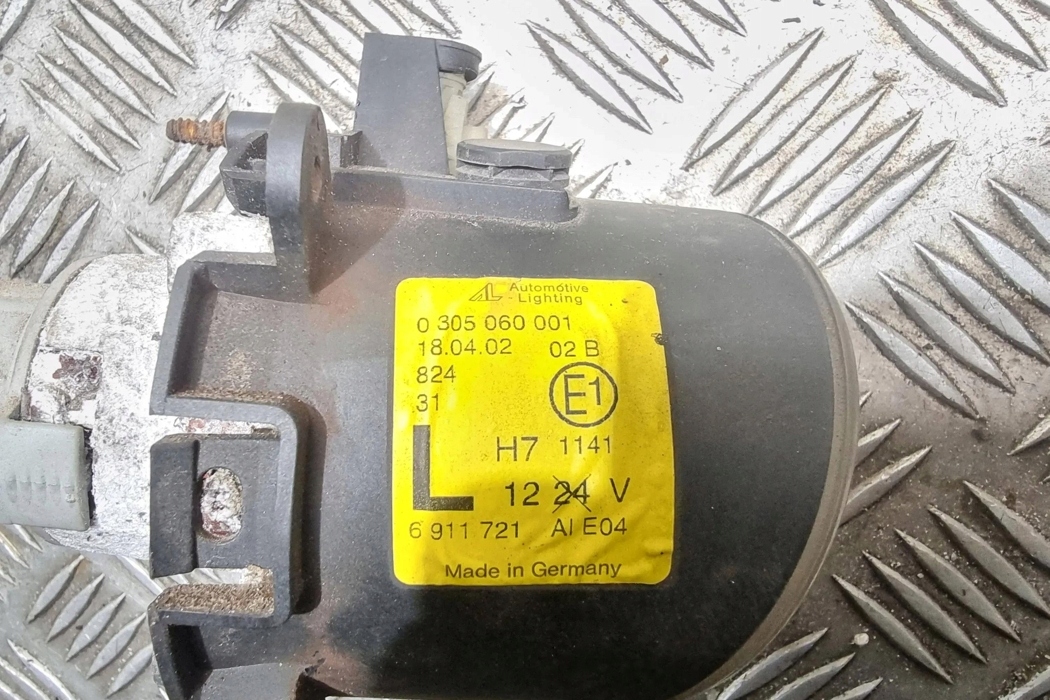 AL Automotive
- Lighting
0 305 060 001
18.04.02 02 B
824
31
E1
L H7 1141
12 24 V
6 911 721 AI E04
Made in Germany